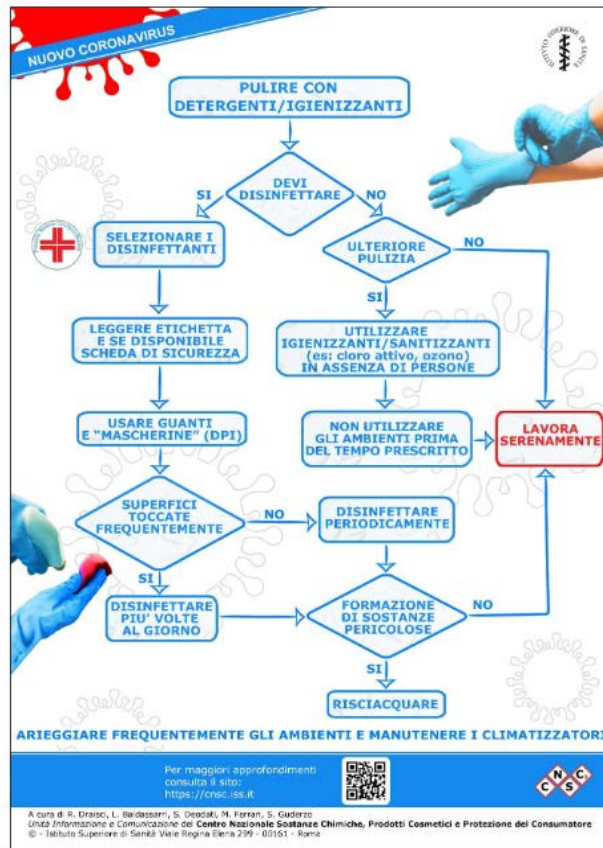 NUOVO CORONAVIRUS
ISTITUTO SUPERIORE DI SANITÀ
PULIRE CON
DETERGENTI/IGIENIZZANTI
DEVI
DISINFETTARE
SI
NO
SELEZIONARE I
DISINFETTANTI
ULTERIORE
PULIZIA
NO
SI
LEGGERE ETICHETTA
E SE DISPONIBILE
SCHEDA DI SICUREZZA
UTILIZZARE
IGIENIZZANTI/SANITIZZANTI
(es: cloro attivo, ozono)
IN ASSENZA DI PERSONE
USARE GUANTI
E “MASCHERINE” (DPI)
NON UTILIZZARE
GLI AMBIENTI PRIMA
DEL TEMPO PRESCRITTO
LAVORA
SERENAMENTE
SUPERFICI
TOCCATE
FREQUENTEMENTE
NO
DISINFETTARE
PERIODICAMENTE
SI
DISINFETTARE
PIU’ VOLTE
AL GIORNO
FORMAZIONE
DI SOSTANZE
PERICOLOSE
NO
SI
RISCIACQUARE
ARIEGGIARE FREQUENTEMENTE GLI AMBIENTI E MANUTENERE I CLIMATIZZATORI
Per maggiori approfondimenti
consulta il sito:
https://cnsc.iss.it
C N S C
A cura di R. Draisci, L. Baldassarri, S. Deodati, M. Ferrari, S. Guderzo
Unità Informazione e Comunicazione del Centro Nazionale Sostanze Chimiche, Prodotti Cosmetici e Protezione del Consumatore
© - Istituto Superiore di Sanità Viale Regina Elena 299 - 00161 - Roma